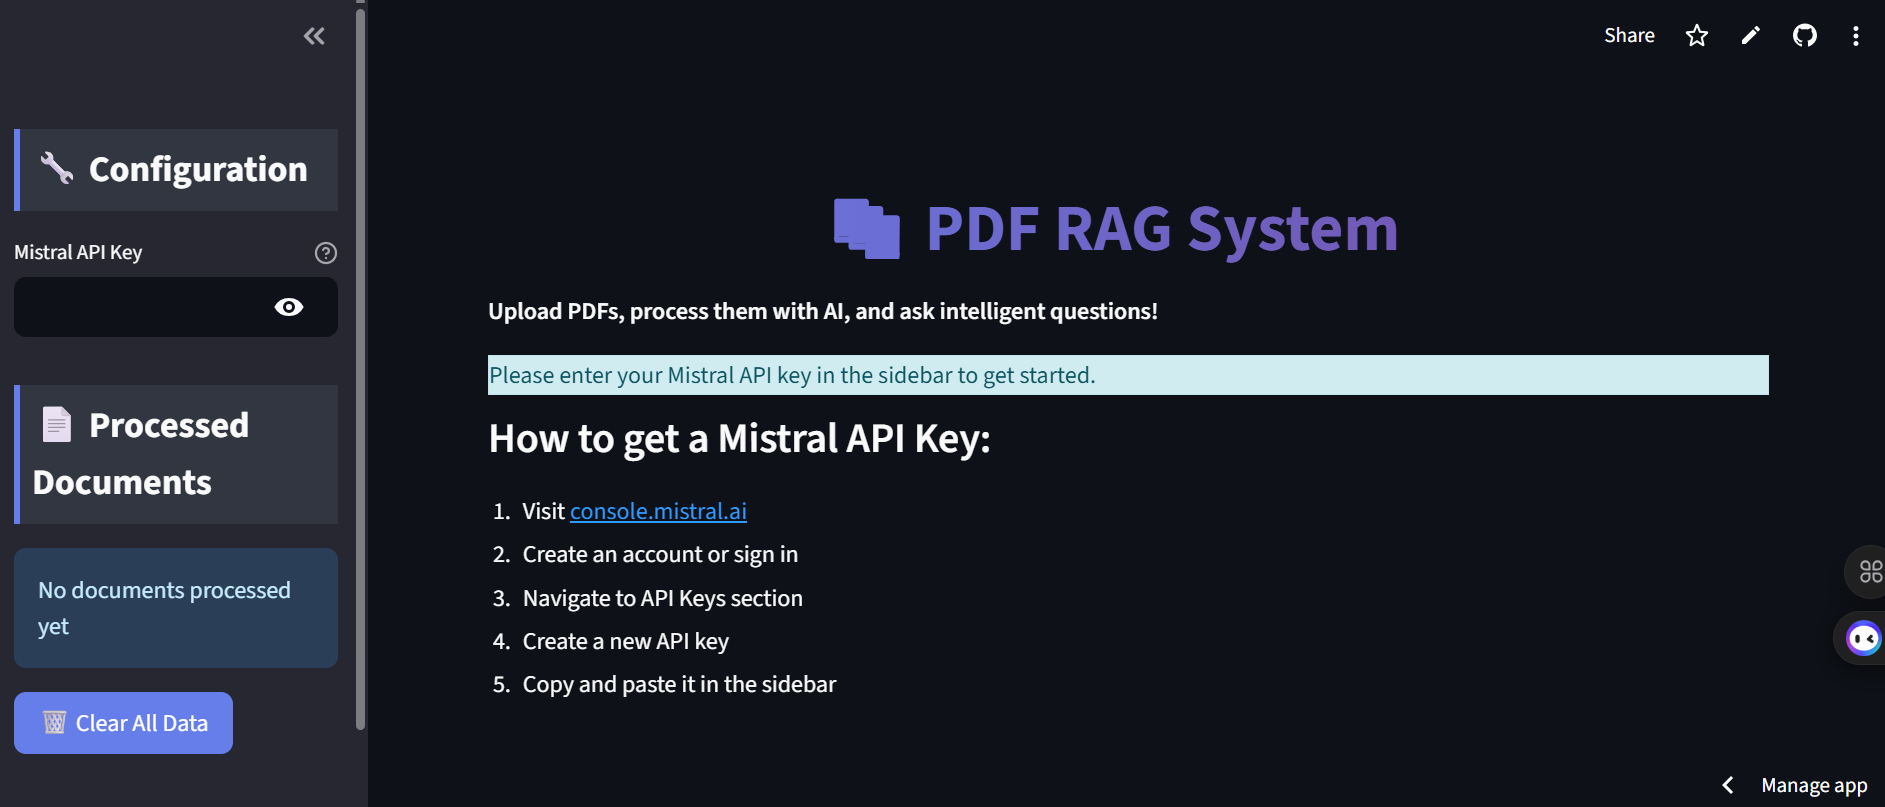 Share
Configuration
Mistral API Key
Processed
Documents
No documents processed
yet
Clear All Data
PDF RAG System
Upload PDFs, process them with AI, and ask intelligent questions!
Please enter your Mistral API key in the sidebar to get started.
How to get a Mistral API Key:
1. Visit console.mistral.ai
2. Create an account or sign in
3. Navigate to API Keys section
4. Create a new API key
5. Copy and paste it in the sidebar
Manage app